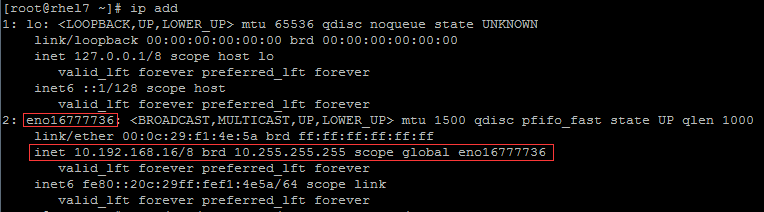 [root@rhel7 ~]# ip add
1: lo: <LOOPBACK,UP,LOWER_UP> mtu 65536 qdisc noqueue state UNKNOWN
link/loopback 00:00:00:00:00:00 brd 00:00:00:00:00:00
inet 127.0.0.1/8 scope host lo
valid_lft forever preferred_lft forever
inet6 ::1/128 scope host
valid_lft forever preferred_lft forever
2: eno16777736: <BROADCAST,MULTICAST,UP,LOWER_UP> mtu 1500 qdisc pfifo_fast state UP qlen 1000
link/ether 00:0c:29:f1:4e:5a brd ff:ff:ff:ff:ff:ff
inet 10.192.168.16/8 brd 10.255.255.255 scope global eno16777736
valid_lft forever preferred_lft forever
inet6 fe80::20c:29ff:fef1:4e5a/64 scope link
valid_lft forever preferred_lft forever